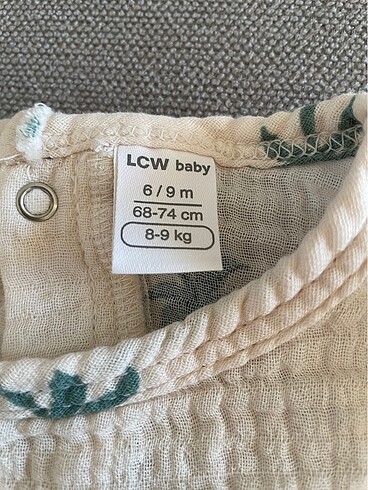 LCW baby
6 / 9 m
68-74 cm
8-9 kg